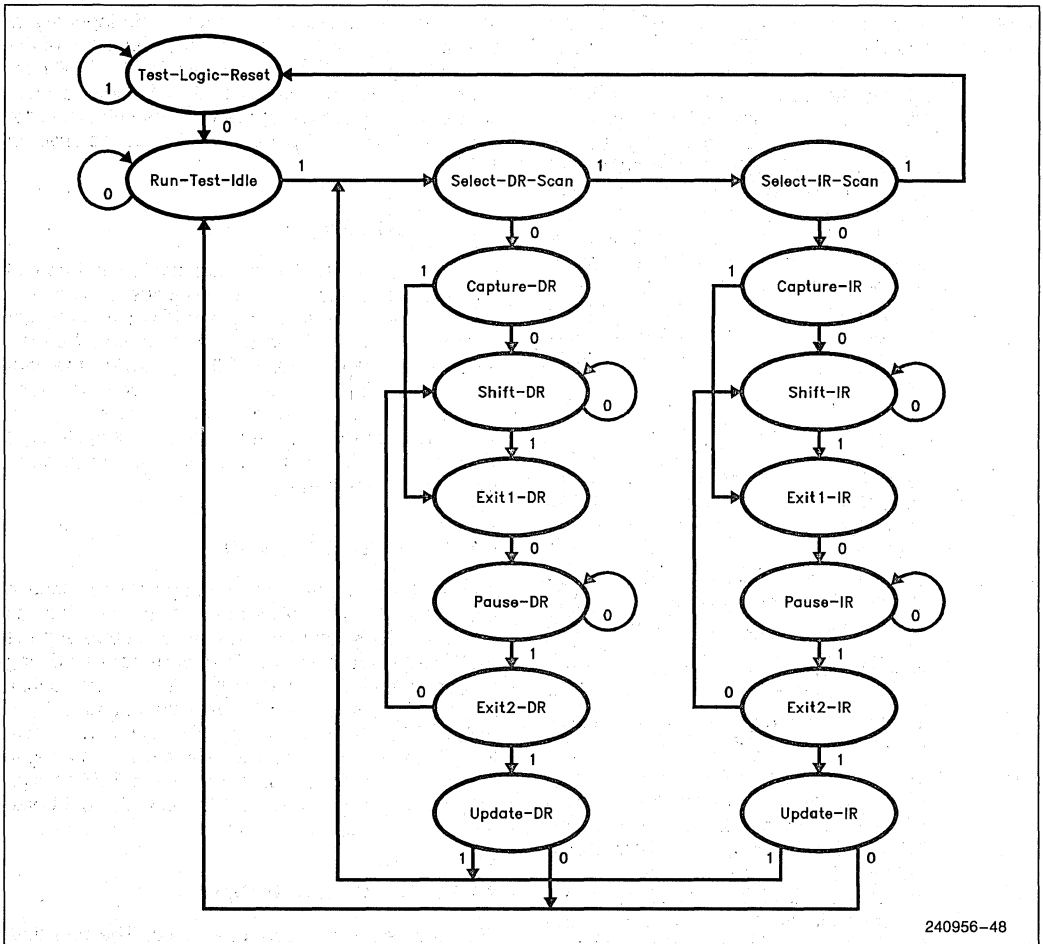 Test-Logic-Reset
1
0
Run-Test-Idle
0
1
Select-DR-Scan
1
Select-IR-Scan
1
0
0
1
Capture-DR
1
Capture-IR
0
0
Shift-DR
0
Shift-IR
0
1
1
Exit1-DR
Exit1-IR
0
0
Pause-DR
0
Pause-IR
0
1
1
0
Exit2-DR
0
Exit2-IR
1
1
Update-DR
Update-IR
1
0
1
0
240956-48